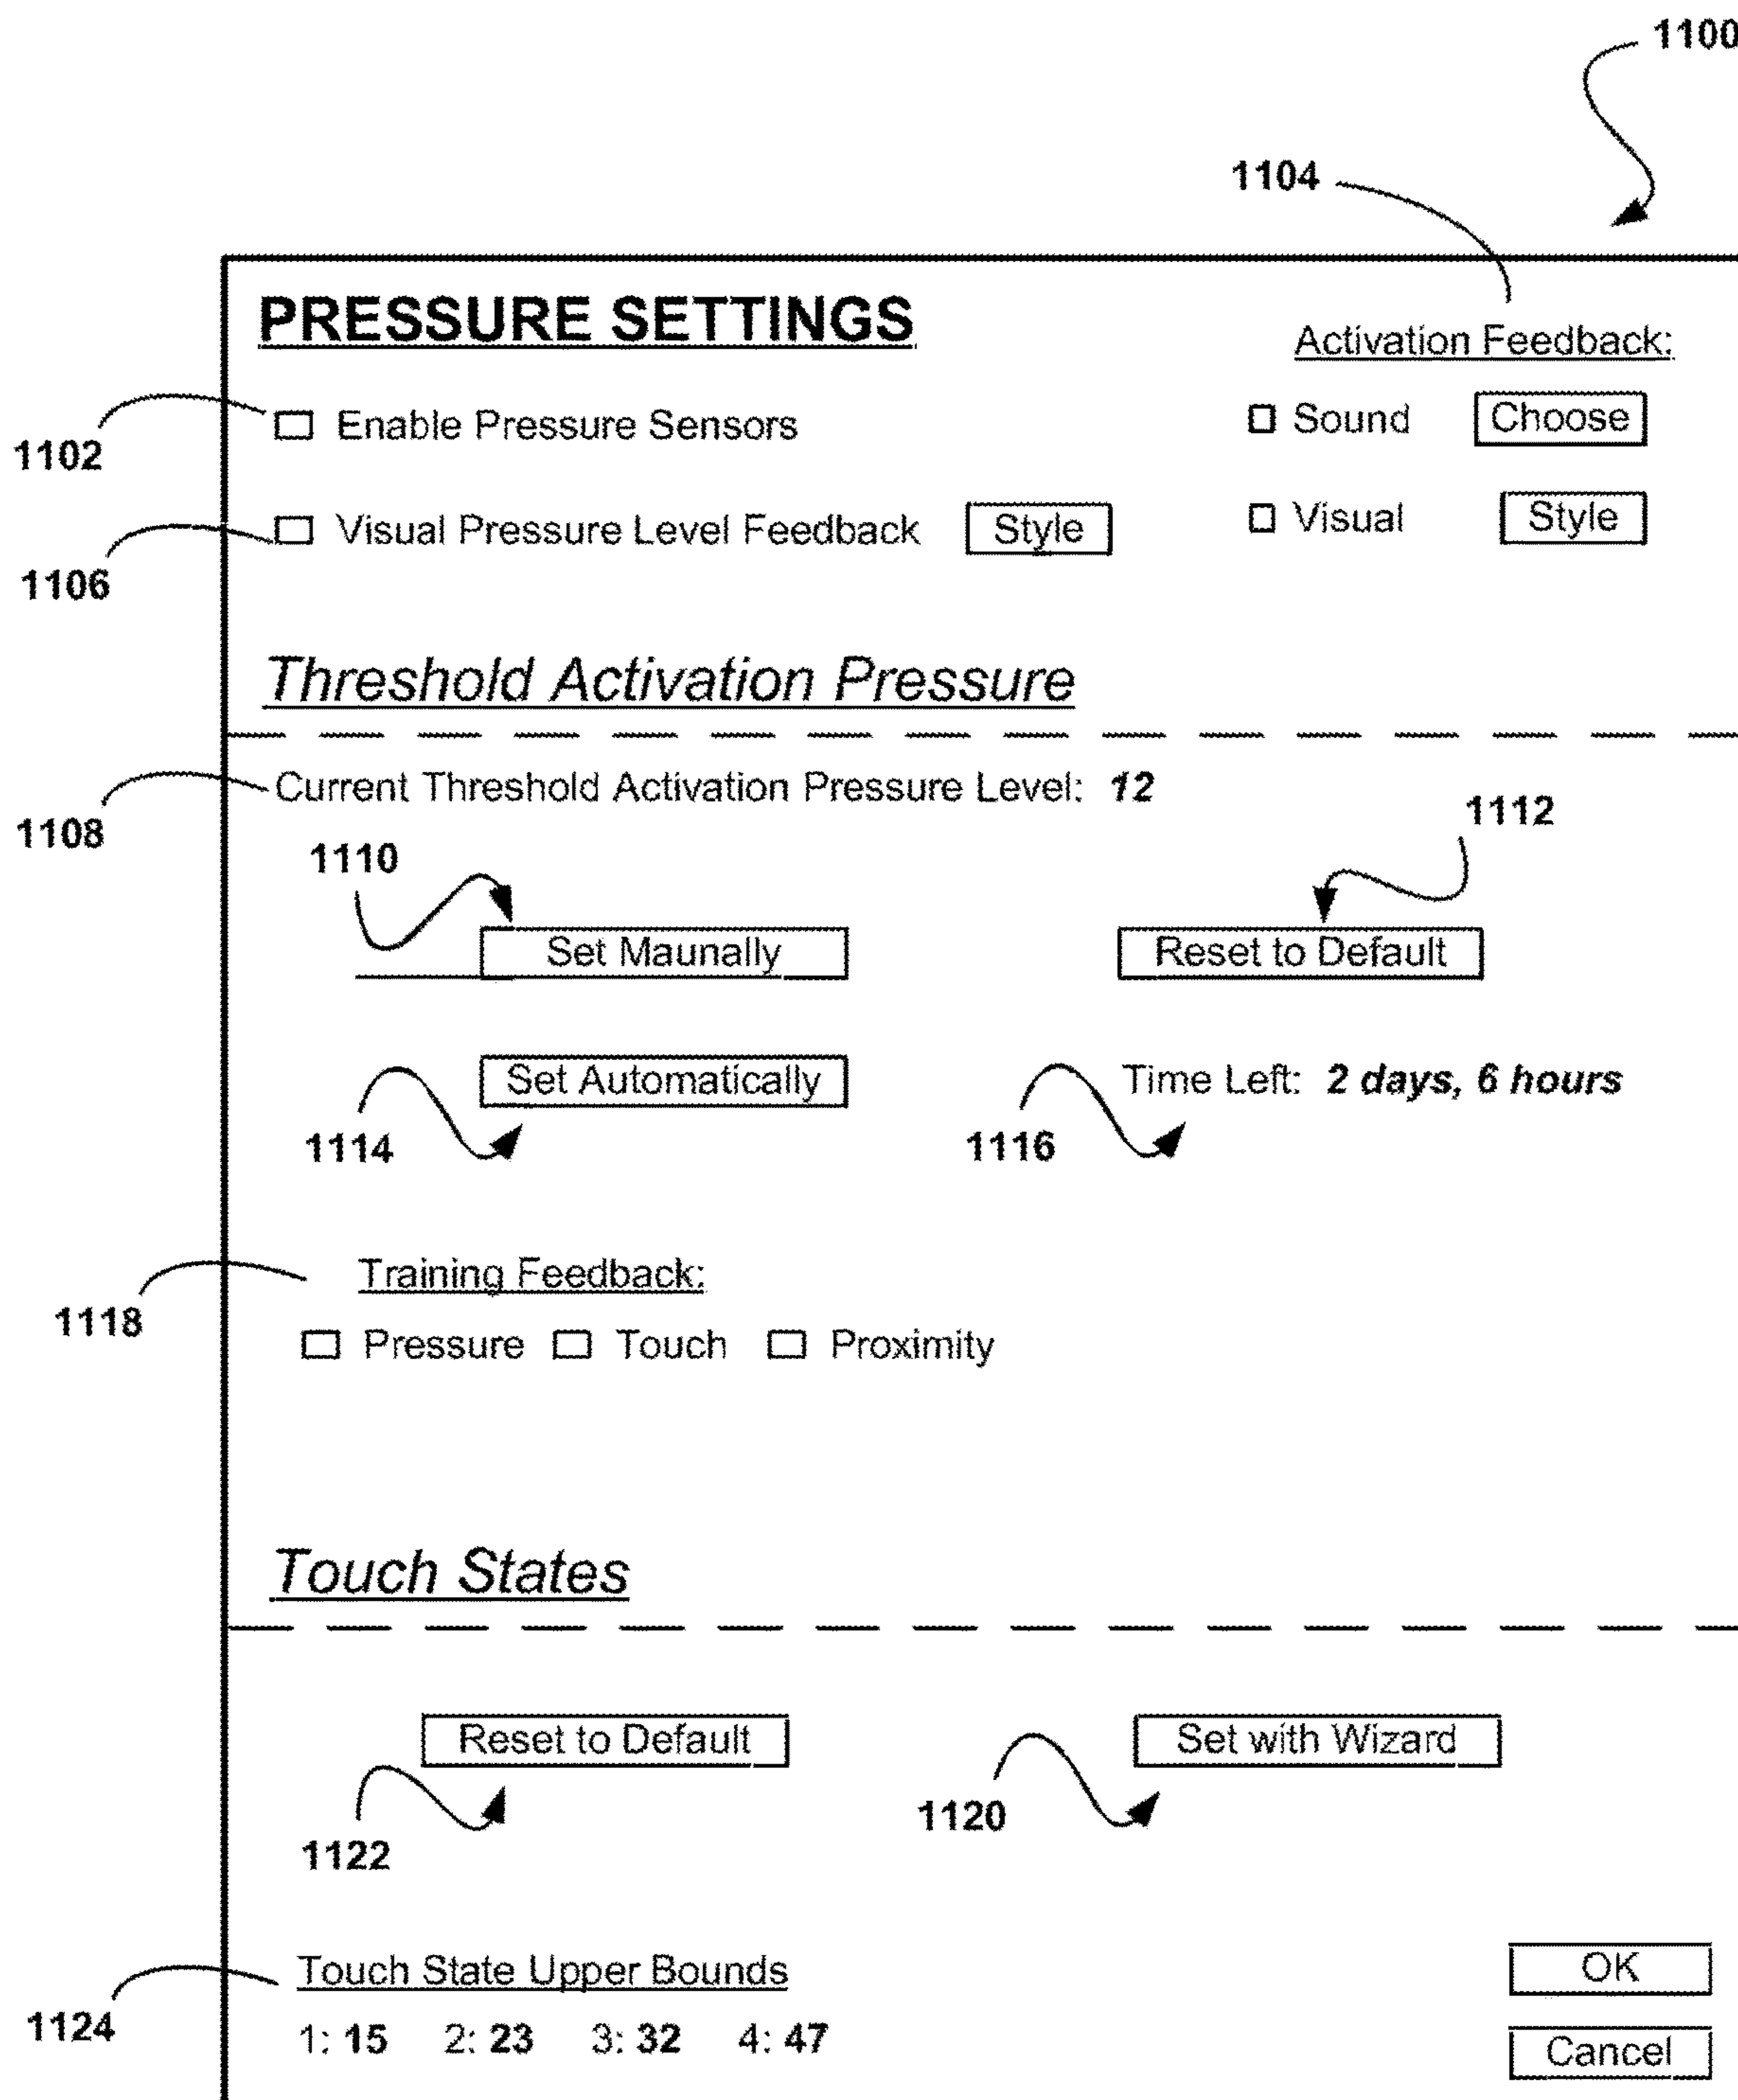 1100
1104
PRESSURE SETTINGS
Activation Feedback:
1102
Enable Pressure Sensors
Sound Choose
1106
Visual Pressure Level Feedback Style
Visual Style
Threshold Activation Pressure
1108
Current Threshold Activation Pressure Level: 12
1110
1112
Set Maunally
Reset to Default
1114
Set Automatically
1116
Time Left: 2 days, 6 hours
1118
Training Feedback:
Pressure Touch Proximity
Touch States
Reset to Default
Set with Wizard
1122
1120
1124
Touch State Upper Bounds
1: 15 2: 23 3: 32 4: 47
OK
Cancel